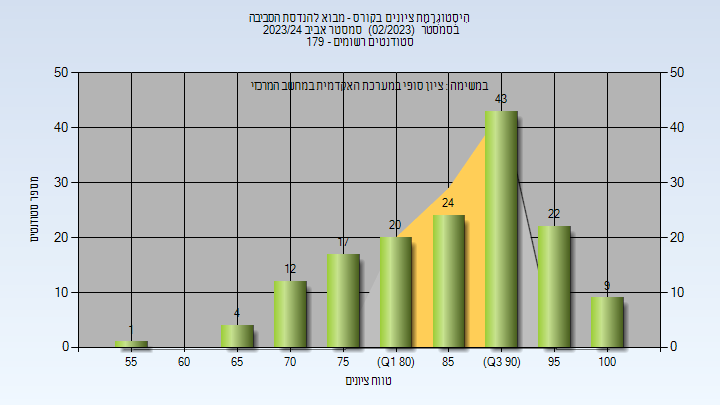 היסטוגרמת ציונים בקורס - מבוא להנדסת הסביבה
בסמסטר (02/2023) סמסטר אביב 2023/24
סטודנטים רשומים - 179
במשימה : ציון סופי במערכת האקדמית במחשב המרכזי
50 50
43
40 40
30 30
24
22
20 20 20
17
12
10 10
9
4
1
0 0
55 60 65 70 75 (Q1 80) 85 (Q3 90) 95 100
מספר סטודנטים
טווח ציונים